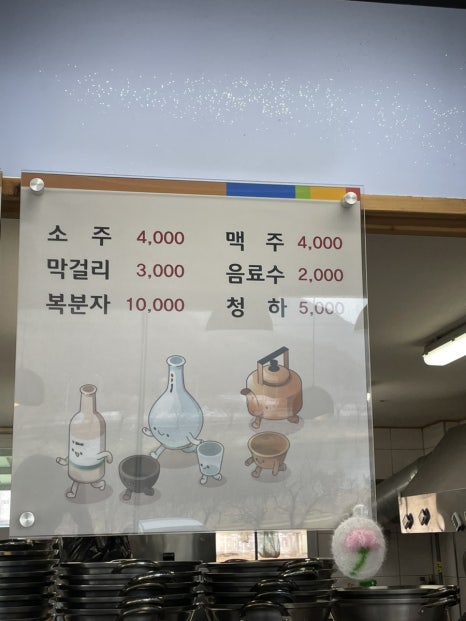 소 주 4,000 맥 주 4,000
막걸리 3,000 음료수 2,000
복분자 10,000 청 하 5,000